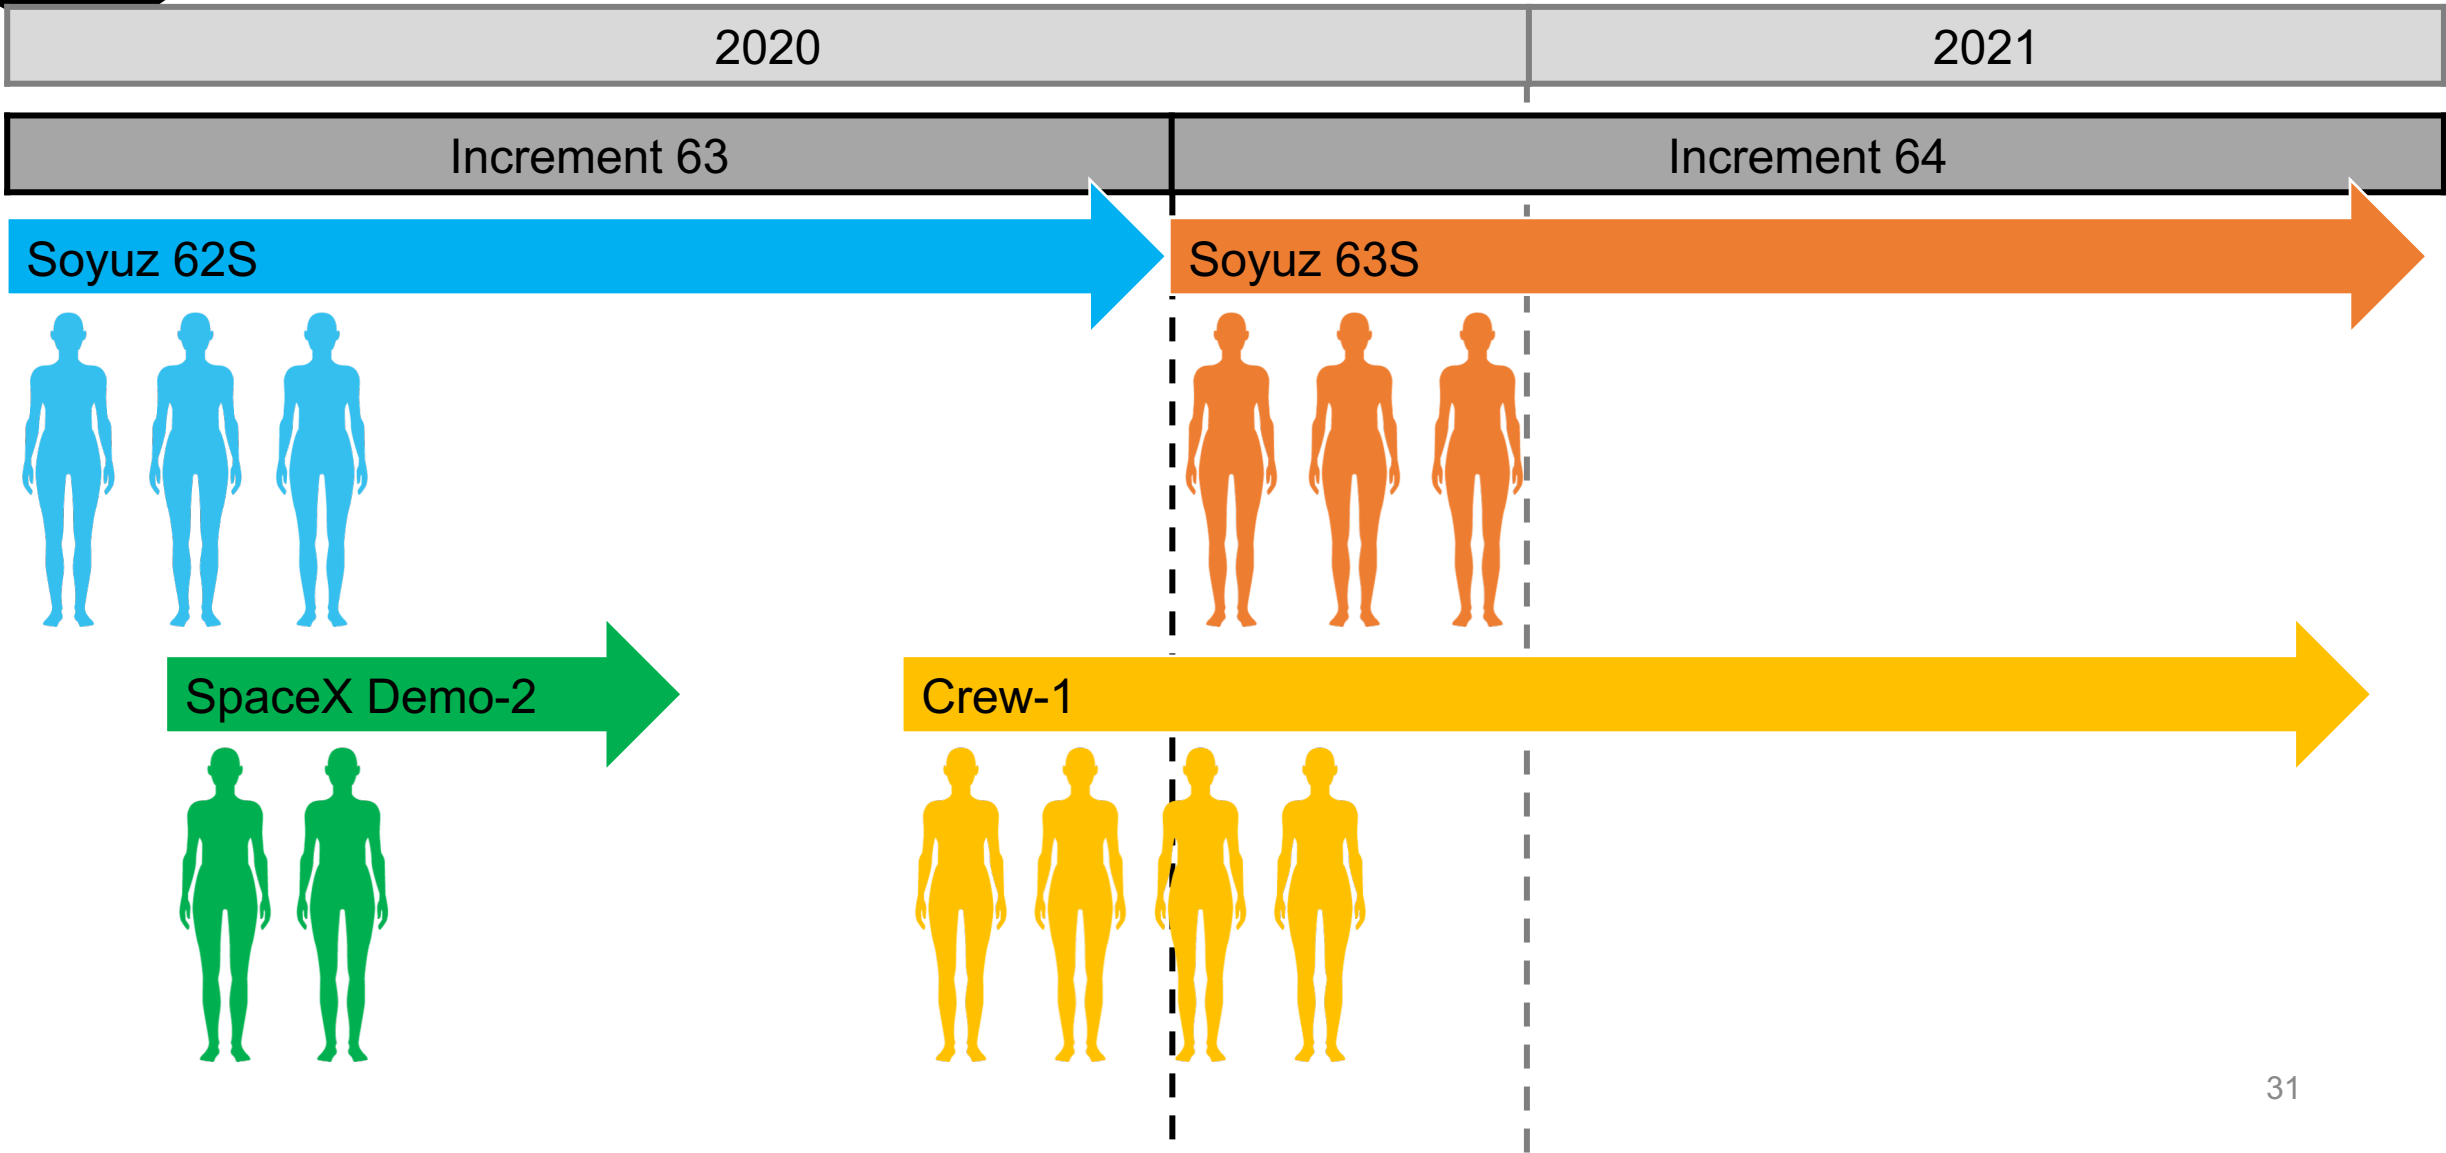 2020
2021
Increment 63
Increment 64
Soyuz 62S
Soyuz 63S
SpaceX Demo-2
Crew-1
31